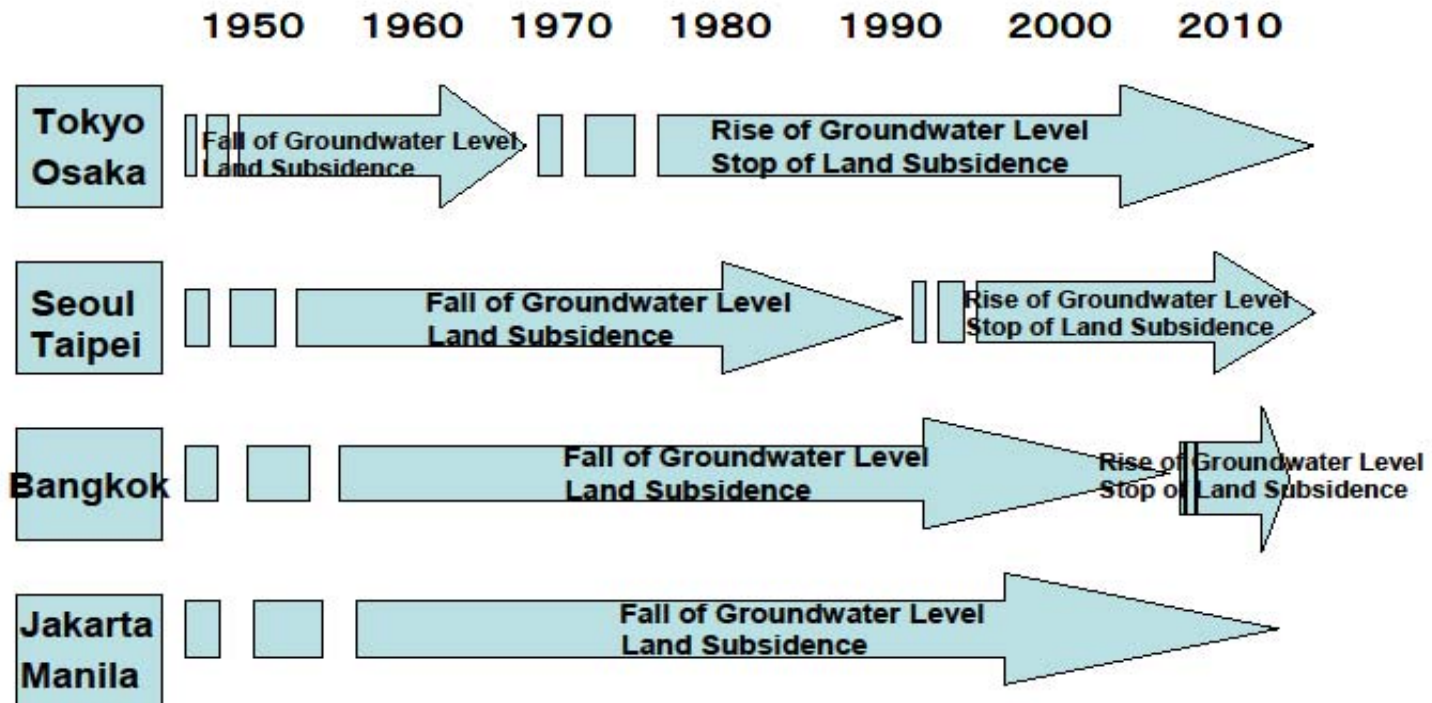 1950 1960 1970 1980 1990 2000 2010
Tokyo
Osaka
Fall of Groundwater Level
Land Subsidence
Rise of Groundwater Level
Stop of Land Subsidence
Seoul
Taipei
Fall of Groundwater Level
Land Subsidence
Rise of Groundwater Level
Stop of Land Subsidence
Bangkok
Fall of Groundwater Level
Land Subsidence
Rise of Groundwater Level
Stop of Land Subsidence
Jakarta
Manila
Fall of Groundwater Level
Land Subsidence